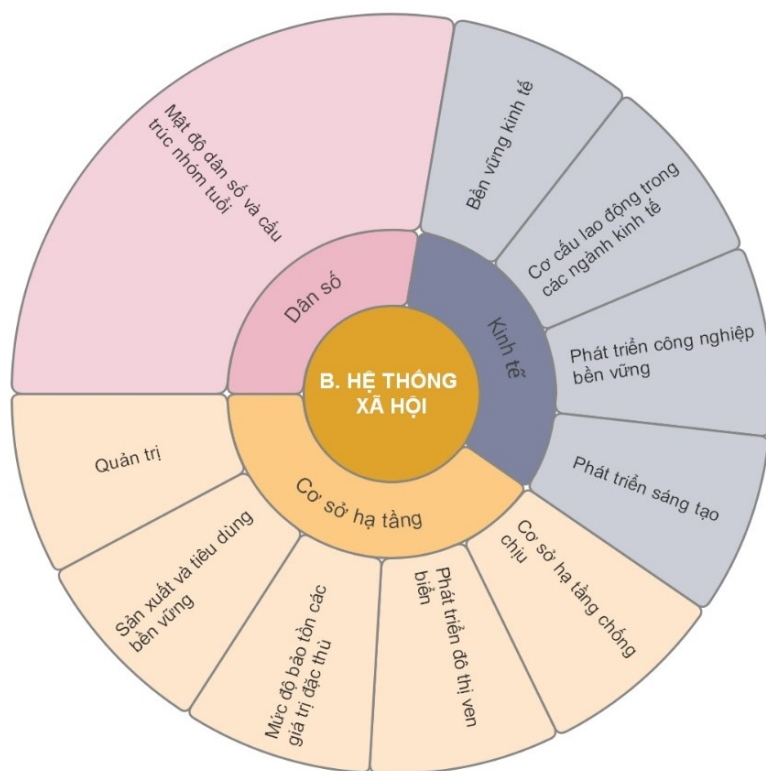 B. HỆ THỐNG
XÃ HỘI
Dân số
Mật độ dân số và cấu
trúc nhóm tuổi
Kinh tế
Bền vững kinh tế
Cơ cấu lao động trong
các ngành kinh tế
Phát triển công nghiệp
bền vững
Phát triển sáng tạo
Cơ sở hạ tầng
Cơ sở hạ tầng chống
chịu
Phát triển đô thị ven
biển
Mức độ bảo tồn các
giá trị đặc thù
Sản xuất và tiêu dùng
bền vững
Quản trị